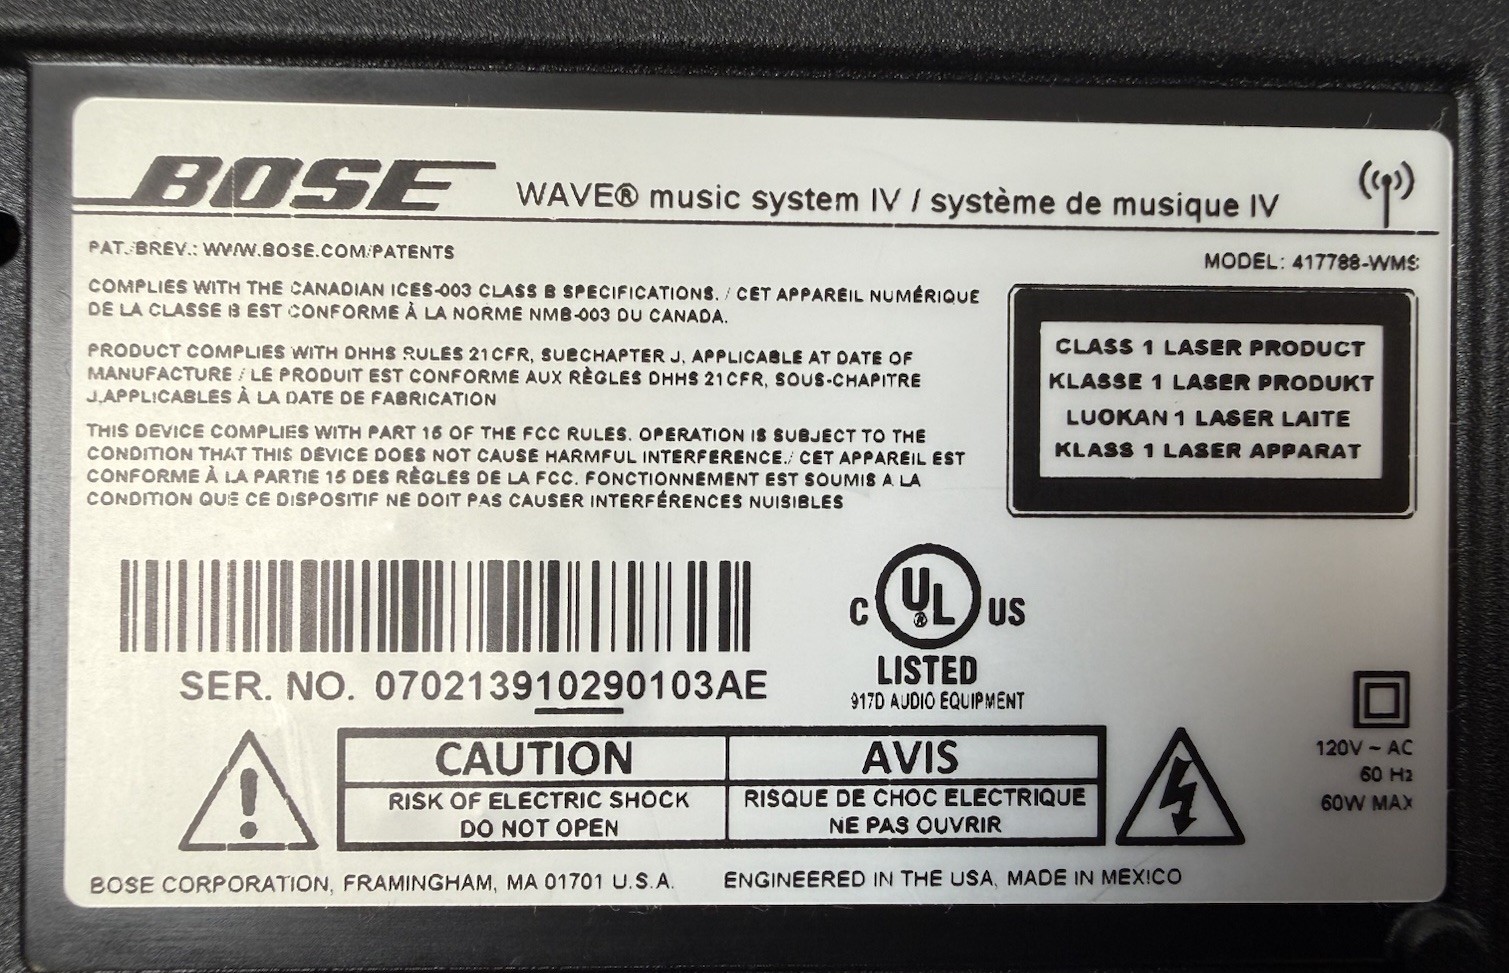 BOSE WAVE® music system IV / système de musique IV
PAT. BREV.: WWW.BOSE.COM/PATENTS
MODEL: 417788-WMS
COMPLIES WITH THE CANADIAN ICES-003 CLASS B SPECIFICATIONS. / CET APPAREIL NUMÉRIQUE
DE LA CLASSE B EST CONFORME À LA NORME NMB-003 DU CANADA.
PRODUCT COMPLIES WITH DHHS RULES 21CFR, SUBCHAPTER J, APPLICABLE AT DATE OF
MANUFACTURE / LE PRODUIT EST CONFORME AUX RÈGLES DHHS 21CFR, SOUS-CHAPITRE
J,APPLICABLES À LA DATE DE FABRICATION
THIS DEVICE COMPLIES WITH PART 15 OF THE FCC RULES. OPERATION IS SUBJECT TO THE
CONDITION THAT THIS DEVICE DOES NOT CAUSE HARMFUL INTERFERENCE./ CET APPAREIL EST
CONFORME À LA PARTIE 15 DES RÈGLES DE LA FCC. FONCTIONNEMENT EST SOUMIS A LA
CONDITION QUE CE DISPOSITIF NE DOIT PAS CAUSER INTERFÉRENCES NUISIBLES
CLASS 1 LASER PRODUCT
KLASSE 1 LASER PRODUKT
LUOKAN 1 LASER LAITE
KLASS 1 LASER APPARAT
SER. NO. 070213910290103AE
C UL® US
LISTED
917D AUDIO EQUIPMENT
CAUTION
RISK OF ELECTRIC SHOCK
DO NOT OPEN
AVIS
RISQUE DE CHOC ELECTRIQUE
NE PAS OUVRIR
120V ~ AC
60 Hz
60W MAX
BOSE CORPORATION, FRAMINGHAM, MA 01701 U.S.A.
ENGINEERED IN THE USA, MADE IN MEXICO